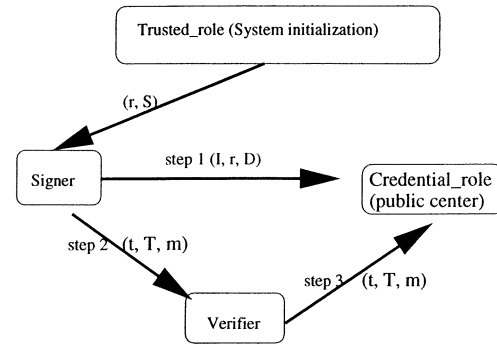 Trusted_role (System initialization)
(r, S)
step 1 (I, r, D)
Signer
Credential_role
(public center)
step 2 (t, T, m)
step 3 (t, T, m)
Verifier